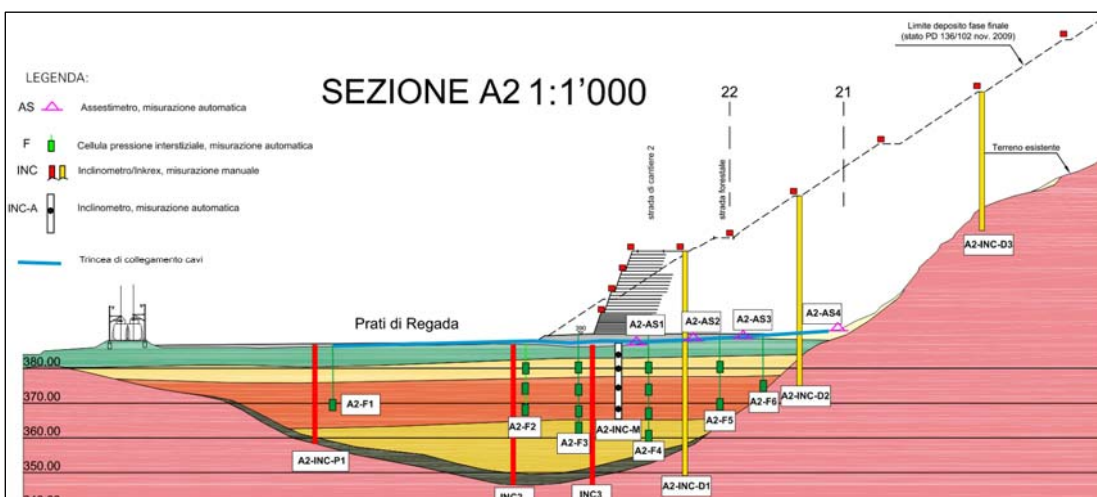 Limite deposito fase finale
(stato PD 136/102 nov. 2009)
LEGENDA:
SEZIONE A2 1:1'000
AS
Assestimetro, misurazione automatica
22
21
F
Cellula pressione interstiziale, misurazione automatica
strada di cantiere 2
strada forestale
Terreno esistente
INC
Inclinometro/Inkrex, misurazione manuale
INC-A
Inclinometro, misurazione automatica
A2-INC-D3
Trincea di collegamento cavi
Prati di Regada
390
A2-AS1
A2-AS2
A2-AS3
A2-AS4
380.00
370.00
360.00
350.00
A2-F1
A2-F2
A2-F3
A2-INC-M
A2-F4
A2-F5
A2-F6
A2-INC-D2
A2-INC-P1
A2-INC-D1
INC2
INC3